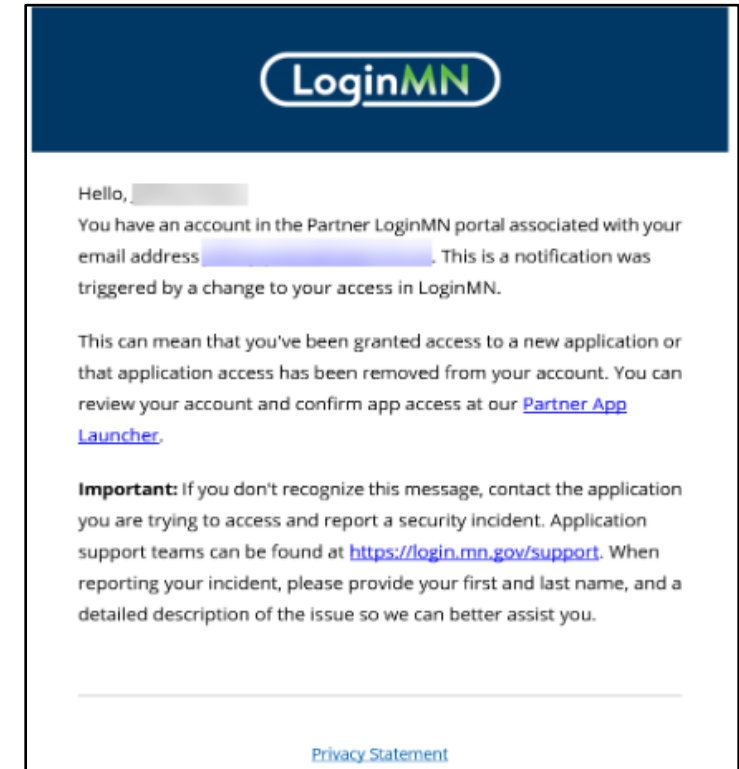 LoginMN
Hello,
You have an account in the Partner LoginMN portal associated with your
email address . This is a notification was
triggered by a change to your access in LoginMN.
This can mean that you've been granted access to a new application or
that application access has been removed from your account. You can
review your account and confirm app access at our Partner App
Launcher.
Important: If you don't recognize this message, contact the application
you are trying to access and report a security incident. Application
support teams can be found at https://login.mn.gov/support. When
reporting your incident, please provide your first and last name, and a
detailed description of the issue so we can better assist you.
Privacy Statement